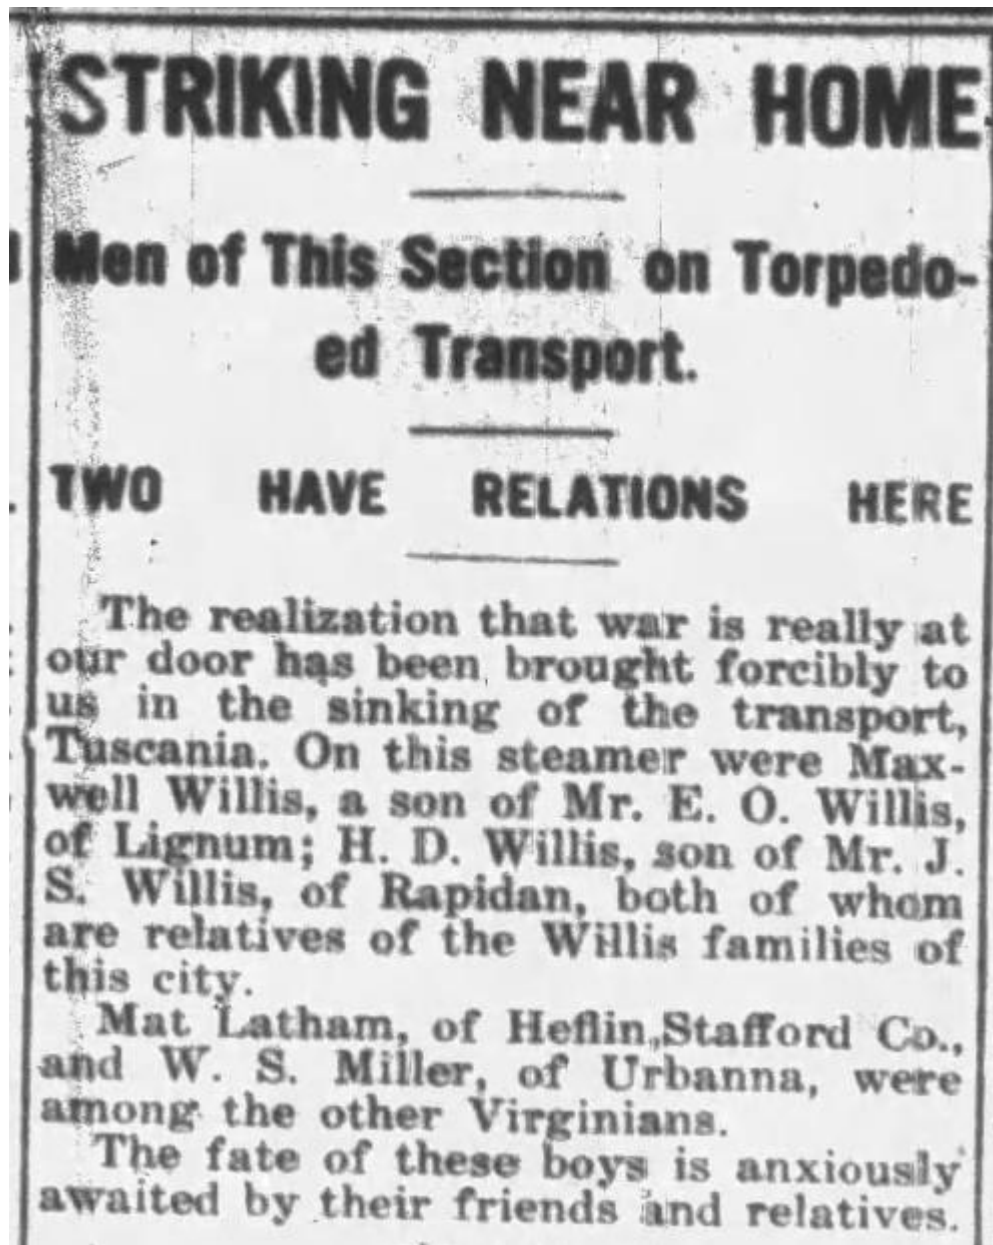 STRIKING NEAR HOME
Men of This Section on Torpedo-
ed Transport.
TWO HAVE RELATIONS HERE
The realization that war is really at
our door has been brought forcibly to
us in the sinking of the transport,
Tuscania. On this steamer were Max-
well Willis, a son of Mr. E. O. Willis,
of Lignum; H. D. Willis, son of Mr. J.
S. Willis, of Rapidan, both of whom
are relatives of the Willis families of
this city.
Mat Latham, of Heflin, Stafford Co.,
and W. S. Miller, of Urbanna, were
among the other Virginians.
The fate of these boys is anxiously
awaited by their friends and relatives.